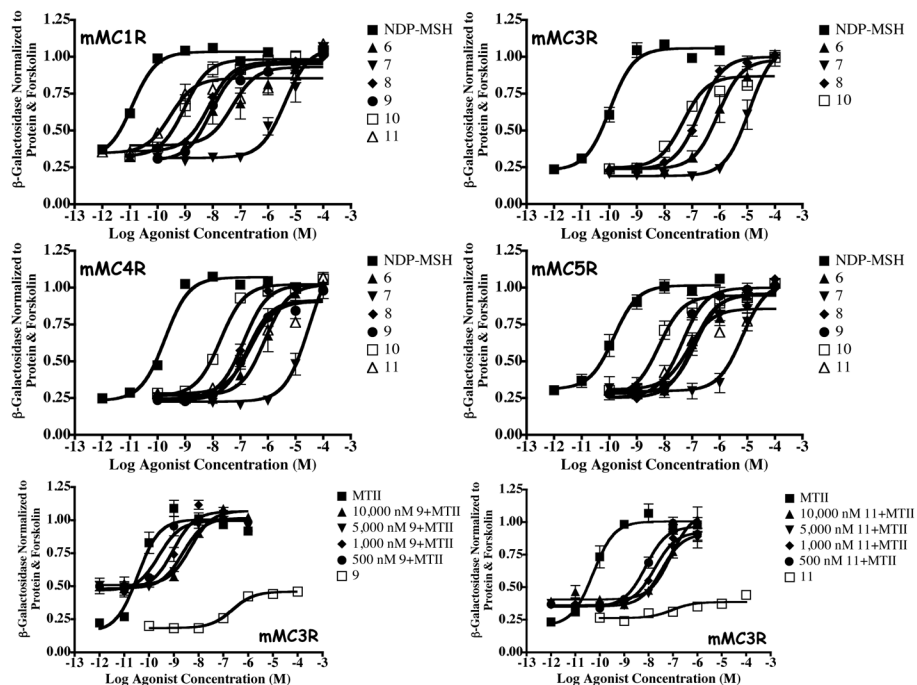 mMC1R
β-Galactosidase Normalized to
Protein & Forskolin
1.25
1.00
0.75
0.50
0.25
0.00
-13 -12 -11 -10 -9 -8 -7 -6 -5 -4 -3
Log Agonist Concentration (M)
NDP-MSH
6
7
8
9
10
11
mMC3R
β-Galactosidase Normalized to
Protein & Forskolin
1.25
1.00
0.75
0.50
0.25
0.00
-13 -12 -11 -10 -9 -8 -7 -6 -5 -4 -3
Log Agonist Concentration (M)
NDP-MSH
6
7
8
10
mMC4R
β-Galactosidase Normalized to
Protein & Forskolin
1.25
1.00
0.75
0.50
0.25
0.00
-13 -12 -11 -10 -9 -8 -7 -6 -5 -4 -3
Log Agonist Concentration (M)
NDP-MSH
6
7
8
9
10
11
mMC5R
β-Galactosidase Normalized to
Protein & Forskolin
1.25
1.00
0.75
0.50
0.25
0.00
-13 -12 -11 -10 -9 -8 -7 -6 -5 -4 -3
Log Agonist Concentration (M)
NDP-MSH
6
7
8
9
10
11
β-Galactosidase Normalized to
Protein & Forskolin
1.25
1.00
0.75
0.50
0.25
0.00
-13 -12 -11 -10 -9 -8 -7 -6 -5 -4 -3
Log Agonist Concentration (M)
mMC3R
MTII
10,000 nM 9+MTII
5,000 nM 9+MTII
1,000 nM 9+MTII
500 nM 9+MTII
9
β-Galactosidase Normalized to
Protein & Forskolin
1.25
1.00
0.75
0.50
0.25
0.00
-13 -12 -11 -10 -9 -8 -7 -6 -5 -4 -3
Log Agonist Concentration (M)
mMC3R
MTII
10,000 nM 11+MTII
5,000 nM 11+MTII
1,000 nM 11+MTII
500 nM 11+MTII
11